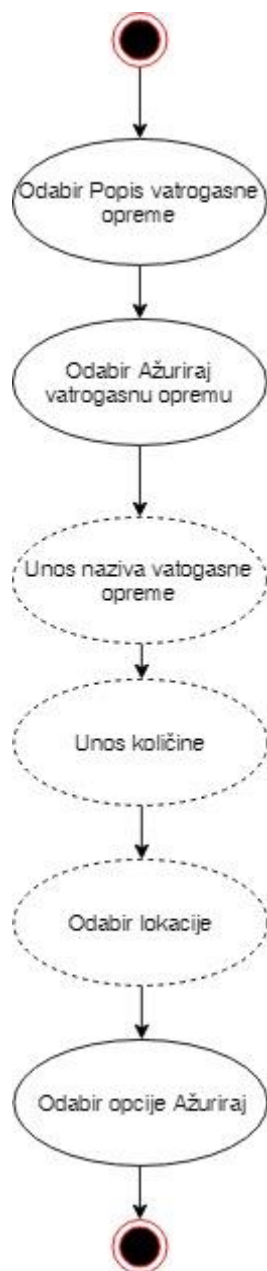 Odabir Popis vatrogasne
opreme
Odabir Ažuriraj
vatrogasnu opremu
Unos naziva vatogasne
opreme
Unos količine
Odabir lokacije
Odabir opcije Ažuriraj